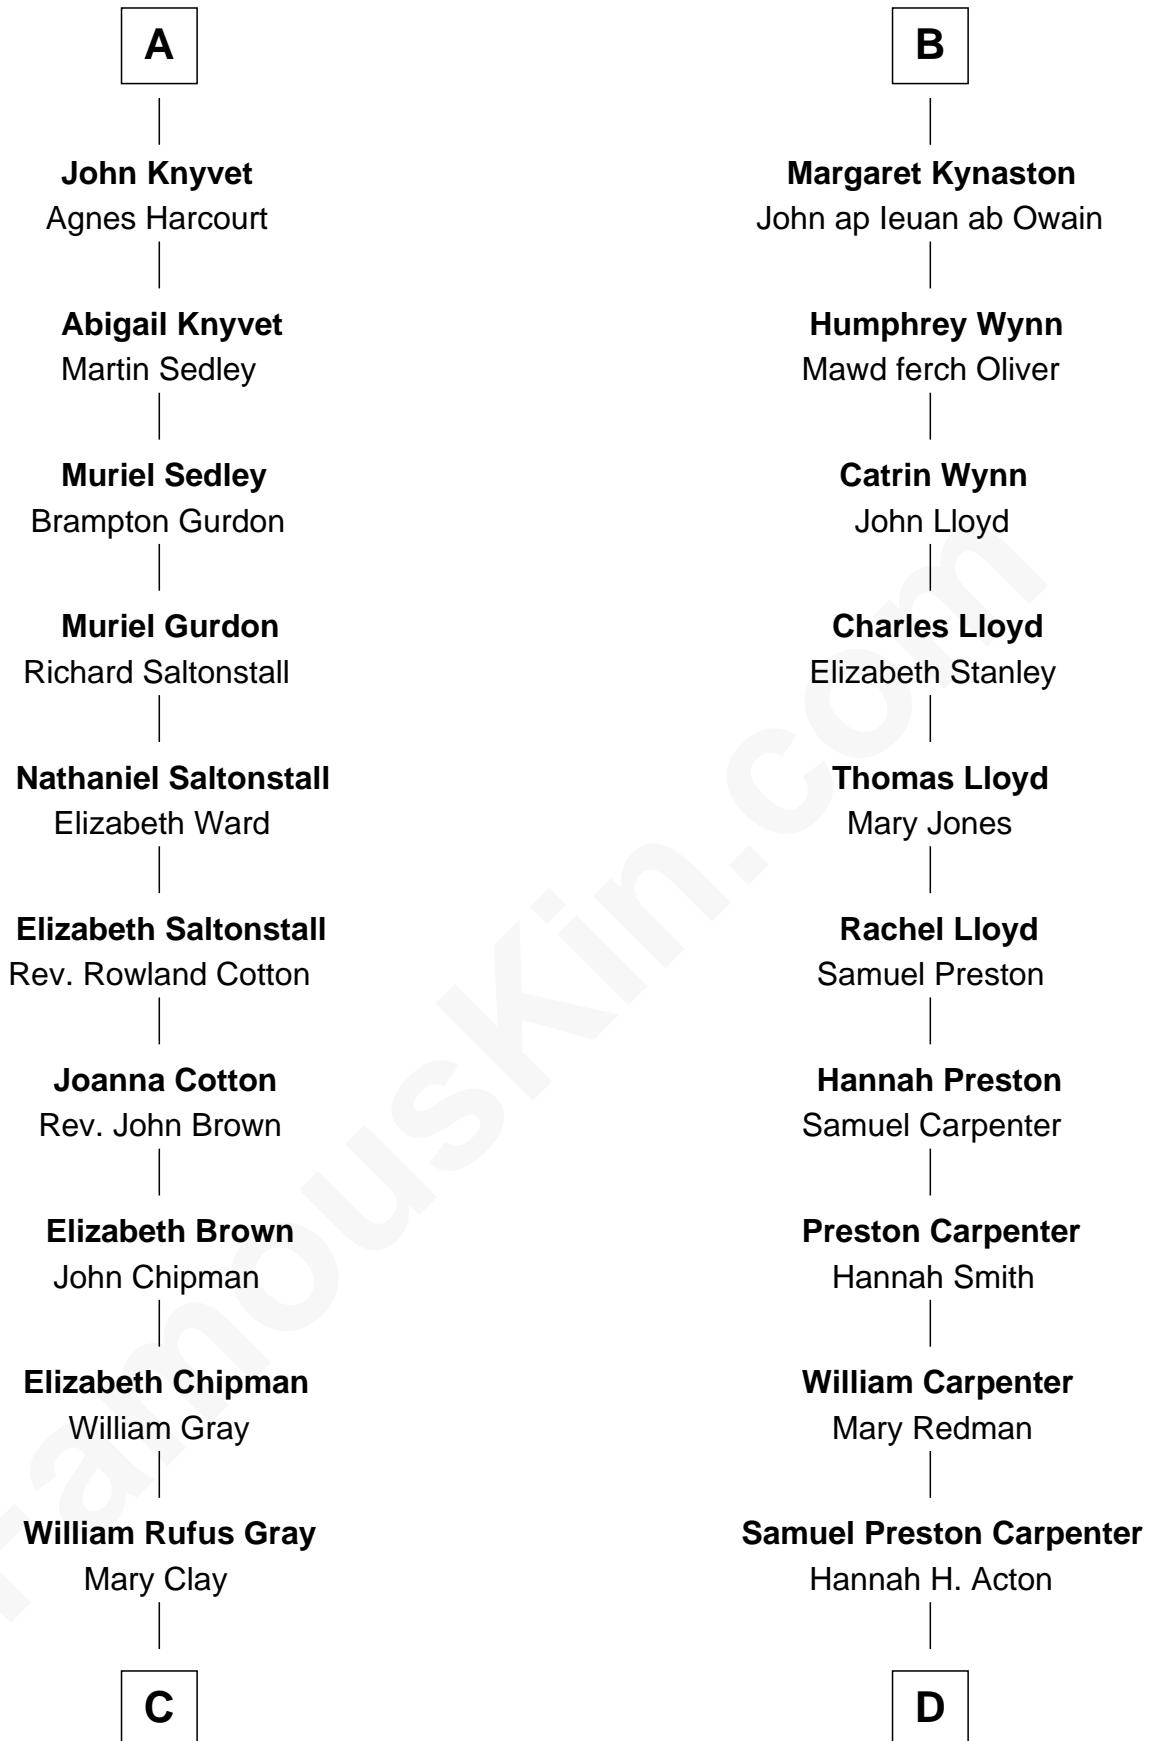 A
John Knyvet
Agnes Harcourt
Abigail Knyvet
Martin Sedley
Muriel Sedley
Brampton Gurdon
Muriel Gurdon
Richard Saltonstall
Nathaniel Saltonstall
Elizabeth Ward
Elizabeth Saltonstall
Rev. Rowland Cotton
Joanna Cotton
Rev. John Brown
Elizabeth Brown
John Chipman
Elizabeth Chipman
William Gray
William Rufus Gray
Mary Clay
C
B
Margaret Kynaston
John ap Ieuan ab Owain
Humphrey Wynn
Mawd ferch Oliver
Catrin Wynn
John Lloyd
Charles Lloyd
Elizabeth Stanley
Thomas Lloyd
Mary Jones
Rachel Lloyd
Samuel Preston
Hannah Preston
Samuel Carpenter
Preston Carpenter
Hannah Smith
William Carpenter
Mary Redman
Samuel Preston Carpenter
Hannah H. Acton
D
FamousKin.com